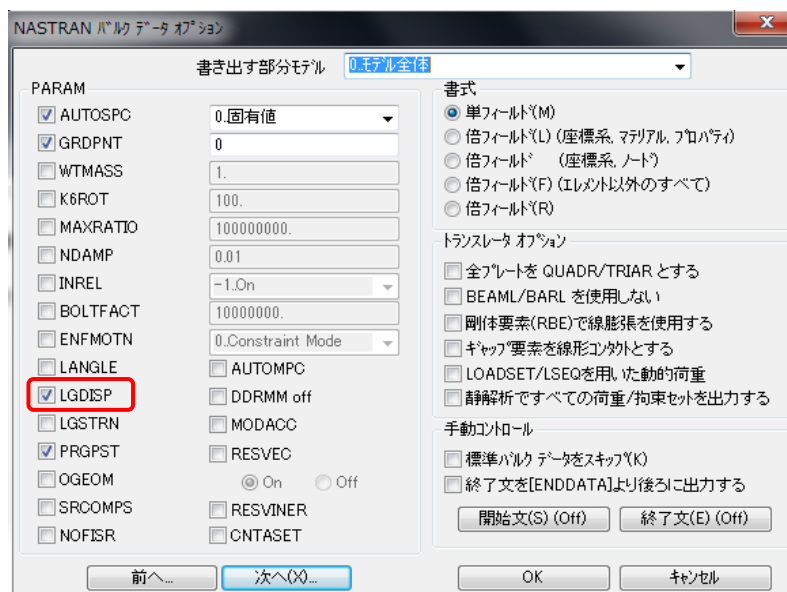 NASTRAN バルク データ オプション
書き出す部分モデル 0..モデル全体
PARAM
AUTOSPC 0..固有値
GRDPNT 0
WTMASS 1.
K6ROT 100.
MAXRATIO 100000000.
NDAMP 0.01
INREL -1..On
BOLTFACT 10000000.
ENFMOTN 0..Constraint Mode
LANGLE AUTOMPC
LGDISP DDRMM off
LGSTRN MODACC
PRGPST RESVEC
OGEOM On Off
SRCOMPS RESVINER
NOFISR CNTASET
書式
単フィールド(M)
倍フィールド(L) (座標系, マテリアル, プロパティ)
倍フィールド (座標系, ノード)
倍フィールド(F) (エレメント以外のすべて)
倍フィールド(R)
トランスレータ オプション
全プレートを QUADR/TRIAR とする
BEAML/BARL を使用しない
剛体要素(RBE)で線膨張を使用する
ギャップ要素を線形コンタクトとする
LOADSET/LSEQを用いた動的荷重
静解析ですべての荷重/拘束セットを出力する
手動コントロール
標準バルク データをスキップ(K)
終了文を[ENDDATA]より後ろに出力する
開始文(S) (Off) 終了文(E) (Off)
前へ... 次へ(X)... OK キャンセル